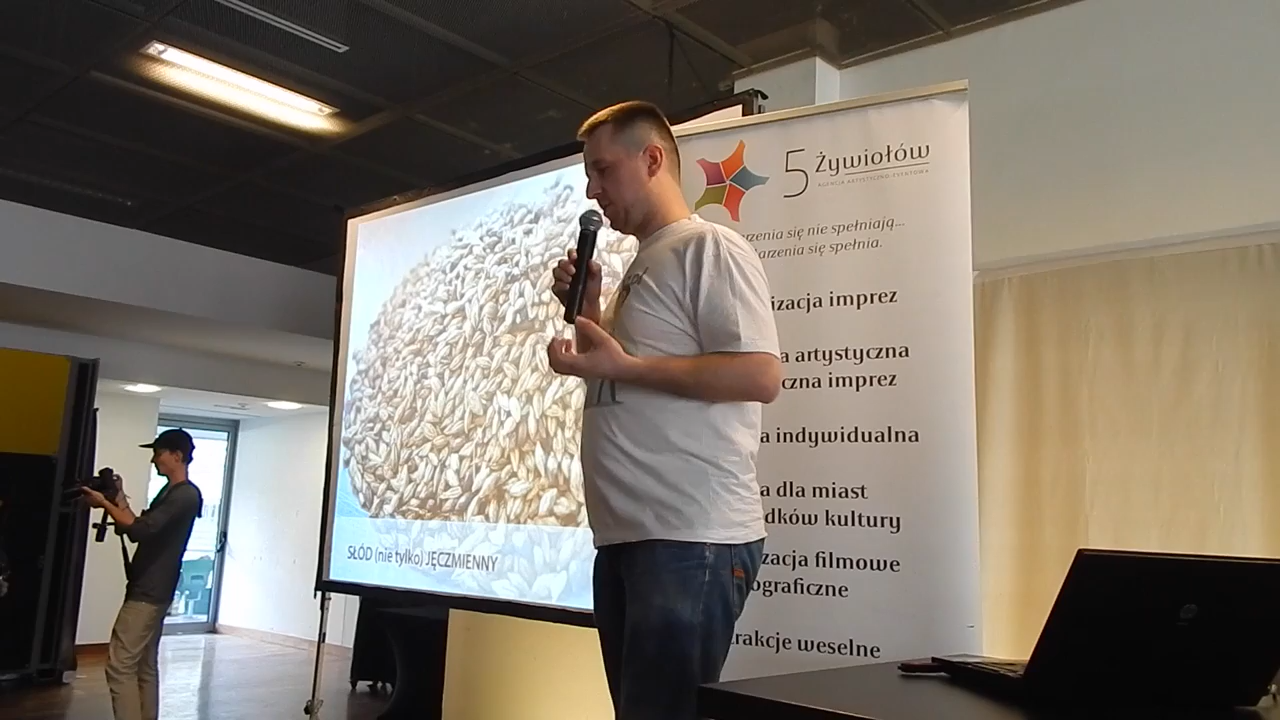 5 Żywiołów
AGENCJA ARTYSTYCZNO-EVENTOWA
rzenia się nie spełniają...
arzenia się spełnia.
izacja imprez
a artystyczna
czna imprez
a indywidualna
a dla miast
dków kultury
zacja filmowe
ograficzne
rakcje weselne
SŁÓD (nie tylko) JĘCZMIENNY